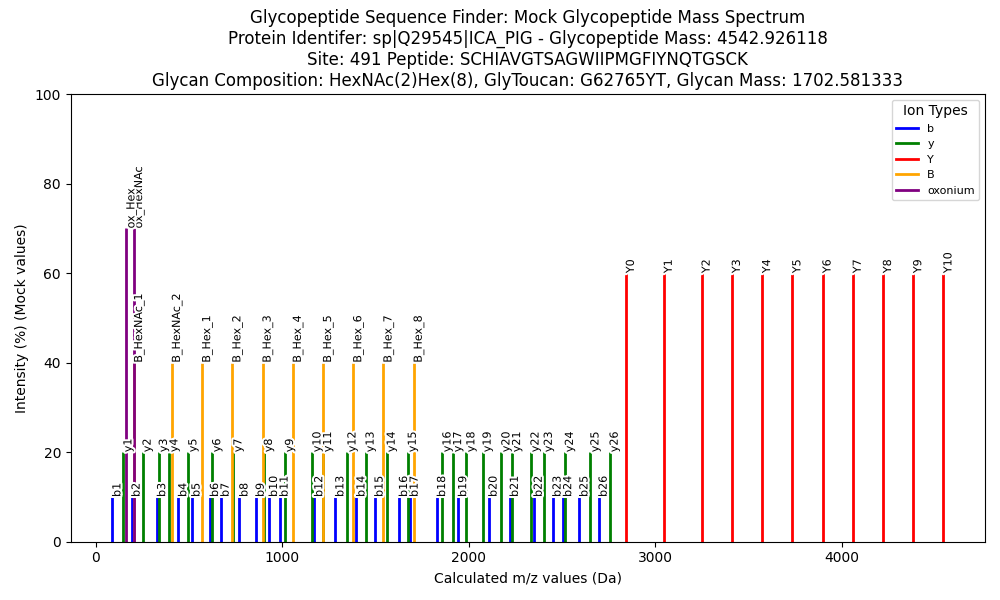 Glycopeptide Sequence Finder: Mock Glycopeptide Mass Spectrum
Protein Identifer: sp|Q29545|ICA_PIG - Glycopeptide Mass: 4542.926118
Site: 491 Peptide: SCHIAVGTSAGWIIPMGFIYNQTGSCK
Glycan Composition: HexNAc(2)Hex(8), GlyToucan: G62765YT, Glycan Mass: 1702.581333
Intensity (%) (Mock values)
100
80
60
40
20
0
Ion Types
b
y
Y
B
oxonium
ox_Hex
ox_HexNAc
Y0
Y1
Y2
Y3
Y4
Y5
Y6
Y7
Y8
Y9
Y10
B_HexNAc_1
B_HexNAc_2
B_Hex_1
B_Hex_2
B_Hex_3
B_Hex_4
B_Hex_5
B_Hex_6
B_Hex_7
B_Hex_8
y1
y2
y3
y4
y5
y6
y7
y8
y9
y10
y11
y12
y13
y14
y15
y16
y17
y18
y19
y20
y21
y22
y23
y24
y25
y26
b1
b2
b3
b4
b5
b6
b7
b8
b9
b10
b11
b12
b13
b14
b15
b16
b17
b18
b19
b20
b21
b22
b23
b24
b25
b26
0
1000
2000
3000
4000
Calculated m/z values (Da)